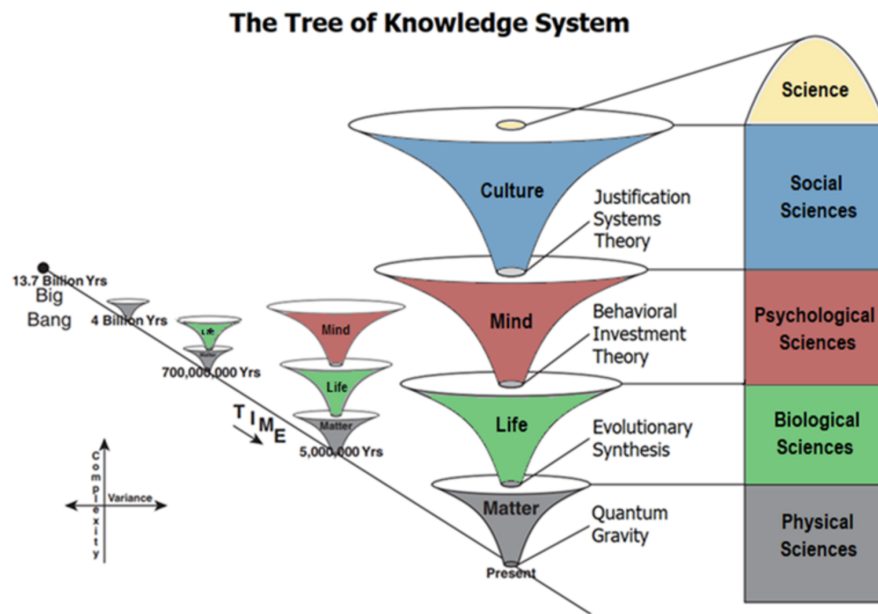 The Tree of Knowledge System
Science
Culture
Social
Sciences
Justification
Systems
Theory
13.7 Billion Yrs
Big
Bang
4 Billion Yrs
Life
Matter
700,000,000 Yrs
Mind
Life
Matter
5,000,000 Yrs
TIME
Mind
Behavioral
Investment
Theory
Psychological
Sciences
Life
Evolutionary
Synthesis
Biological
Sciences
Complexity
Variance
Matter
Quantum
Gravity
Present
Physical
Sciences